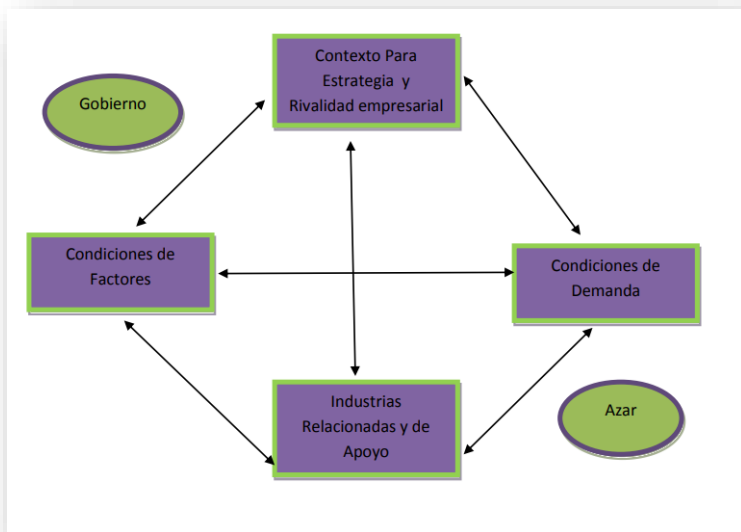 Contexto Para
Estrategia y
Rivalidad empresarial
Gobierno
Condiciones de
Factores
Condiciones de
Demanda
Industrias
Relacionadas y de
Apoyo
Azar